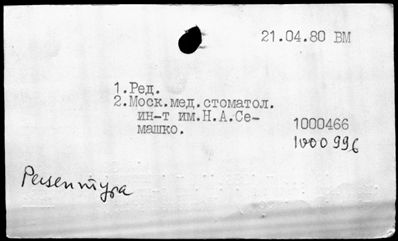 21.04.80 ВМ
1.Ред.
2.Моск.мед.стоматол.
ин-т им.Н.А.Се-
машко.
1000466
1000996
Рецептура